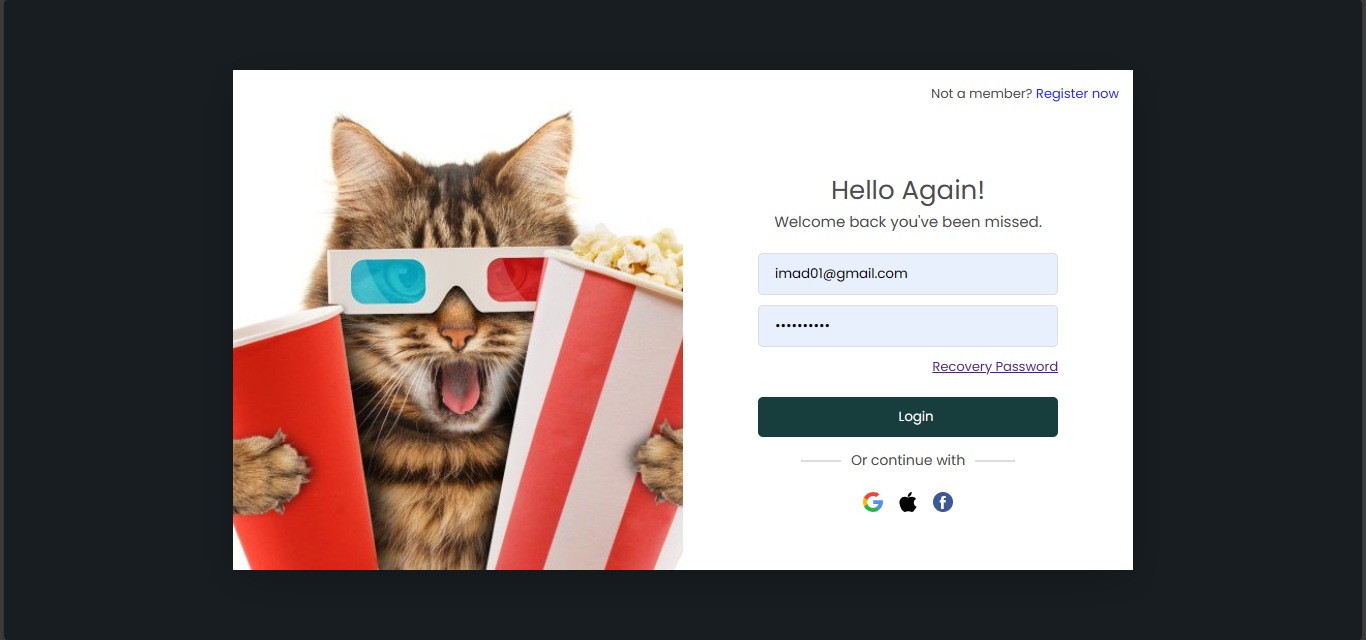 Not a member? Register now
Hello Again!
Welcome back you've been missed.
imad01@gmail.com
••••••••••
Recovery Password
Login
Or continue with